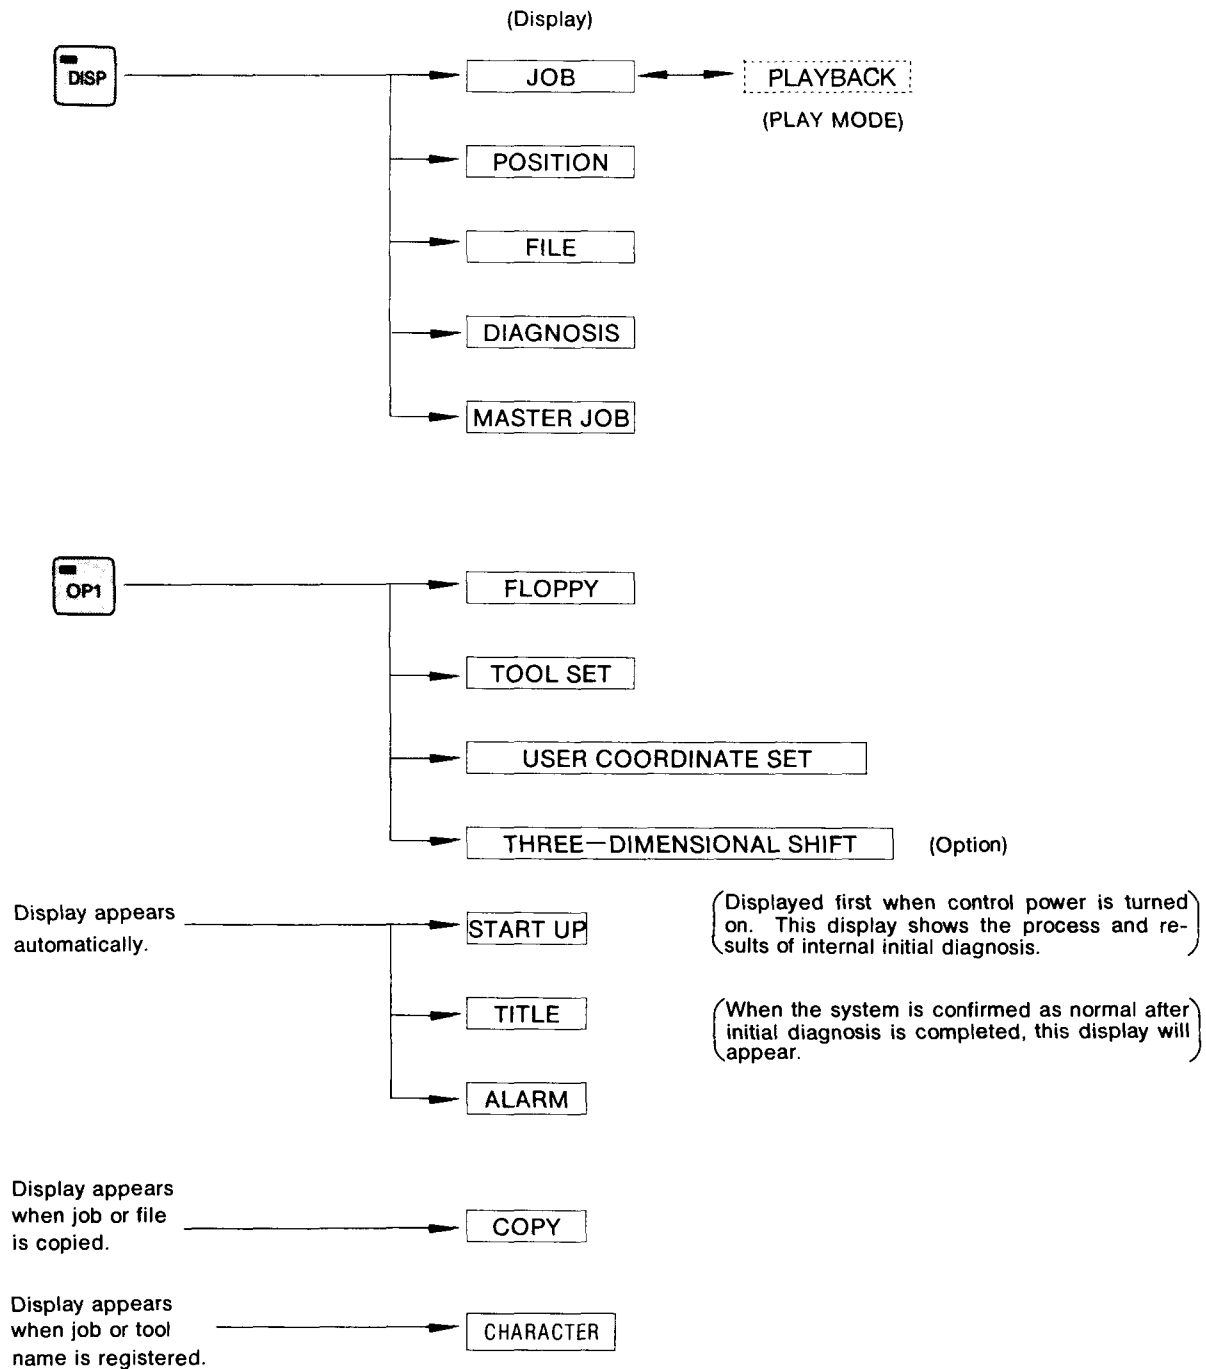 (Display)
DISP
JOB
PLAYBACK
(PLAY MODE)
POSITION
FILE
DIAGNOSIS
MASTER JOB
OP1
FLOPPY
TOOL SET
USER COORDINATE SET
THREE—DIMENSIONAL SHIFT
(Option)
Display appears
automatically.
START UP
(Displayed first when control power is turned
on. This display shows the process and re-
sults of internal initial diagnosis.)
TITLE
(When the system is confirmed as normal after
initial diagnosis is completed, this display will
appear.)
ALARM
Display appears
when job or file
is copied.
COPY
Display appears
when job or tool
name is registered.
CHARACTER